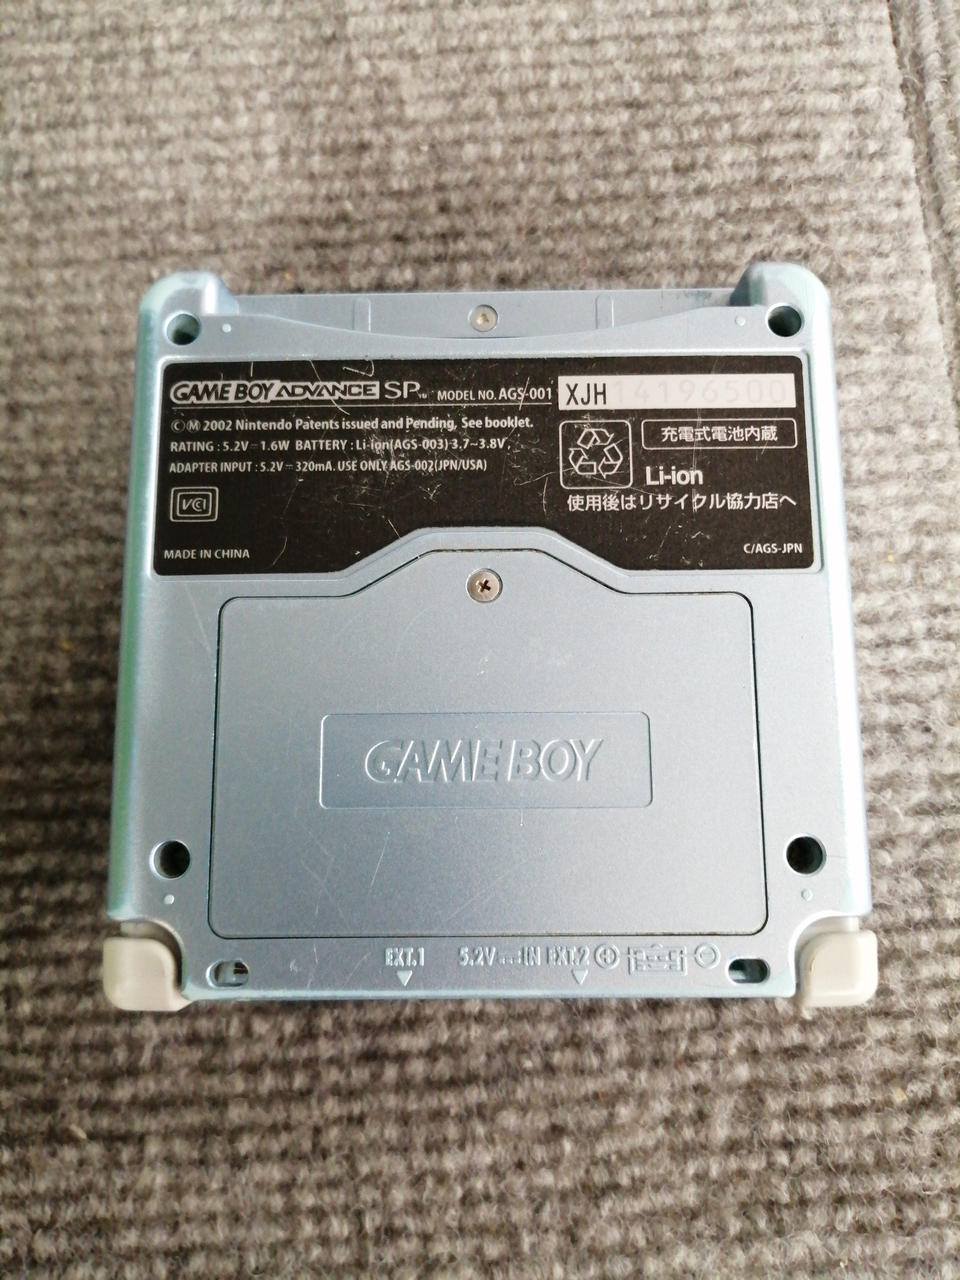 GAME BOY ADVANCE SP™ MODEL NO. AGS-001 XJH14196500
ⒸⓂ 2002 Nintendo Patents issued and Pending, See booklet.
RATING : 5.2V⎓1.6W BATTERY : Li-ion(AGS-003) 3.7~3.8V,
ADAPTER INPUT : 5.2V⎓320mA. USE ONLY AGS-002(JPN/USA)
VCCI
MADE IN CHINA
充電式電池内蔵
Li-ion
使用後はリサイクル協力店へ
C/AGS-JPN
GAME BOY
EXT.1 5.2V⎓IN EXT.2